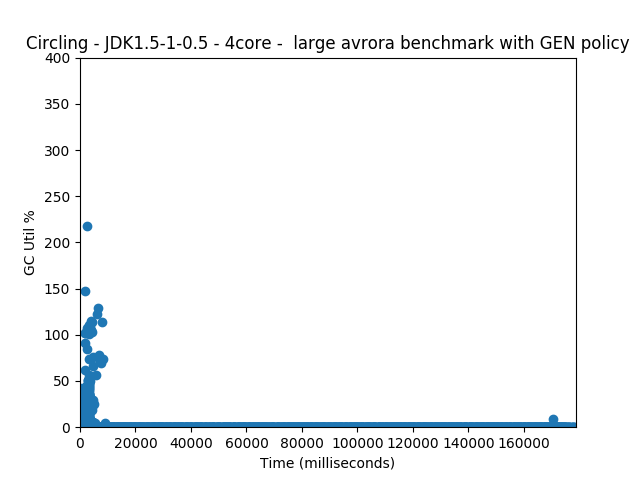 Circling - JDK1.5-1-0.5 - 4core -  large avrora benchmark with GEN policy
400
350
300
250
200
150
100
50
0
GC Util %
0 20000 40000 60000 80000 100000 120000 140000 160000
Time (milliseconds)